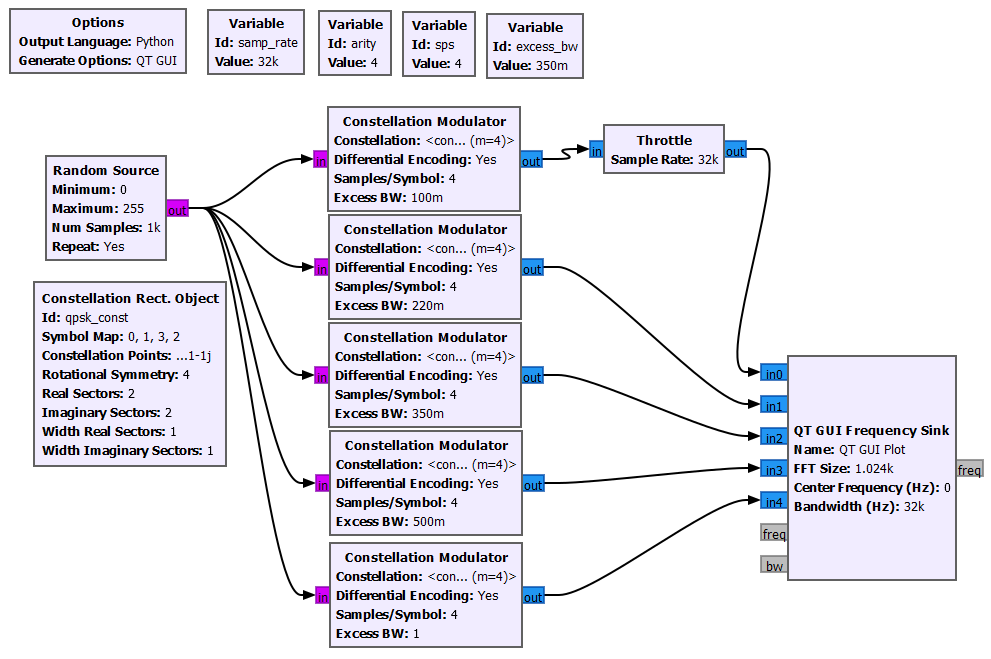 Options
Output Language: Python
Generate Options: QT GUI
Variable
Id: samp_rate
Value: 32k
Variable
Id: arity
Value: 4
Variable
Id: sps
Value: 4
Variable
Id: excess_bw
Value: 350m
Random Source
Minimum: 0
Maximum: 255
Num Samples: 1k
Repeat: Yes
out
Constellation Rect. Object
Id: qpsk_const
Symbol Map: 0, 1, 3, 2
Constellation Points: ...1-1j
Rotational Symmetry: 4
Real Sectors: 2
Imaginary Sectors: 2
Width Real Sectors: 1
Width Imaginary Sectors: 1
in
Constellation Modulator
Constellation: <con... (m=4)>
Differential Encoding: Yes
Samples/Symbol: 4
Excess BW: 100m
out
in
Constellation Modulator
Constellation: <con... (m=4)>
Differential Encoding: Yes
Samples/Symbol: 4
Excess BW: 220m
out
in
Constellation Modulator
Constellation: <con... (m=4)>
Differential Encoding: Yes
Samples/Symbol: 4
Excess BW: 350m
out
in
Constellation Modulator
Constellation: <con... (m=4)>
Differential Encoding: Yes
Samples/Symbol: 4
Excess BW: 500m
out
in
Constellation Modulator
Constellation: <con... (m=4)>
Differential Encoding: Yes
Samples/Symbol: 4
Excess BW: 1
out
in
Throttle
Sample Rate: 32k
out
in0
in1
in2
in3
in4
freq
bw
QT GUI Frequency Sink
Name: QT GUI Plot
FFT Size: 1.024k
Center Frequency (Hz): 0
Bandwidth (Hz): 32k
freq